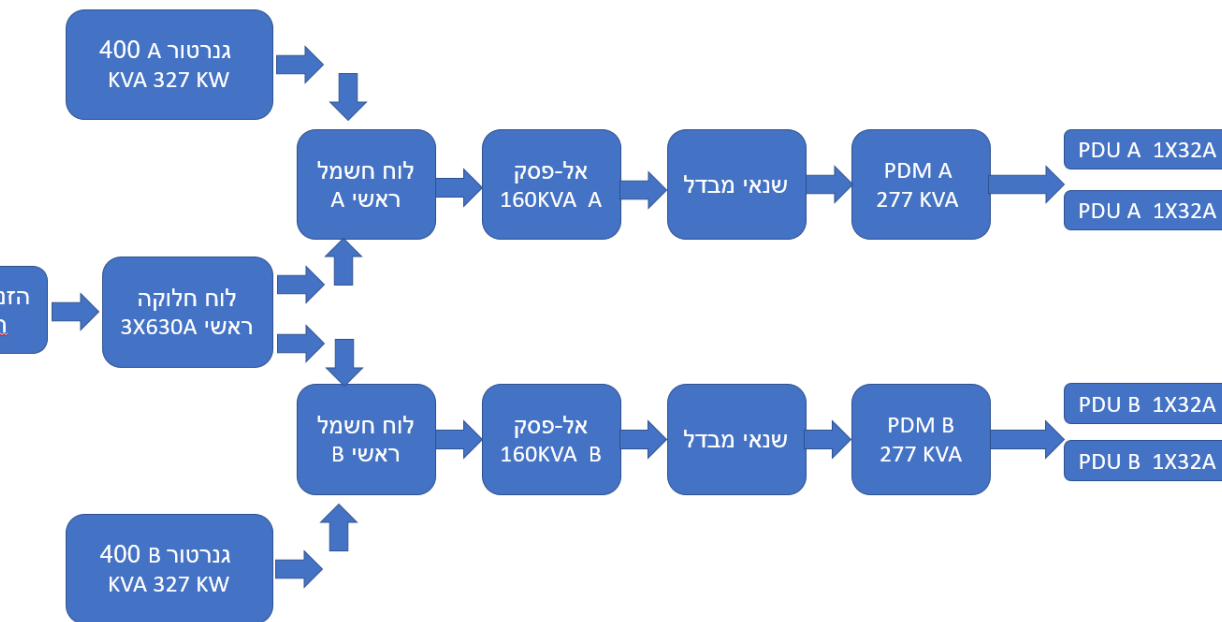 גנרטור A 400
KVA 327 KW
לוח חשמל
ראשי A
אל-פסק
160KVA A
שנאי מבדל
PDM A
277 KVA
PDU A 1X32A
PDU A 1X32A
לוח חלוקה
ראשי 3X630A
לוח חשמל
ראשי B
אל-פסק
160KVA B
שנאי מבדל
PDM B
277 KVA
PDU B 1X32A
PDU B 1X32A
גנרטור B 400
KVA 327 KW